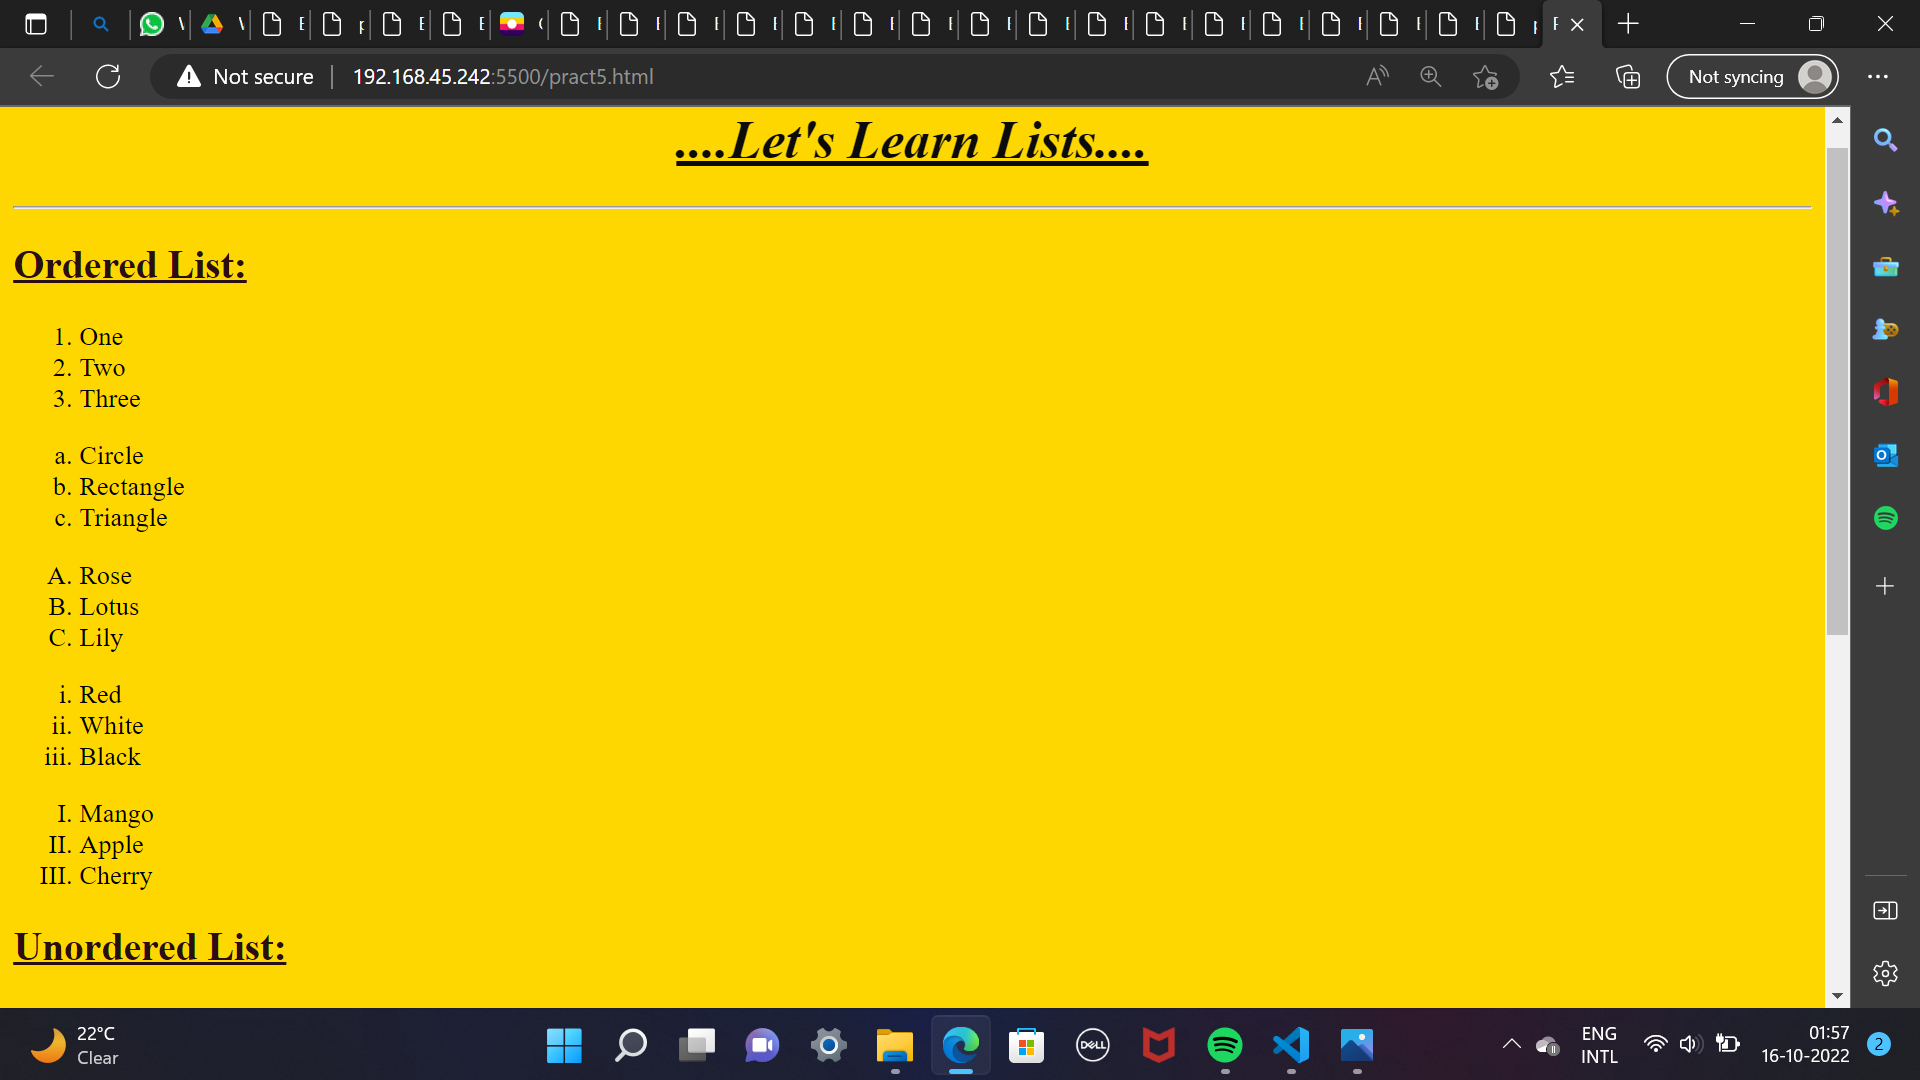 Not secure
192.168.45.242:5500/pract5.html
Not syncing
....Let's Learn Lists....
Ordered List:
1. One
2. Two
3. Three
a. Circle
b. Rectangle
c. Triangle
A. Rose
B. Lotus
C. Lily
i. Red
ii. White
iii. Black
I. Mango
II. Apple
III. Cherry
Unordered List:
22°C
Clear
DELL
ENG
INTL
01:57
16-10-2022
2